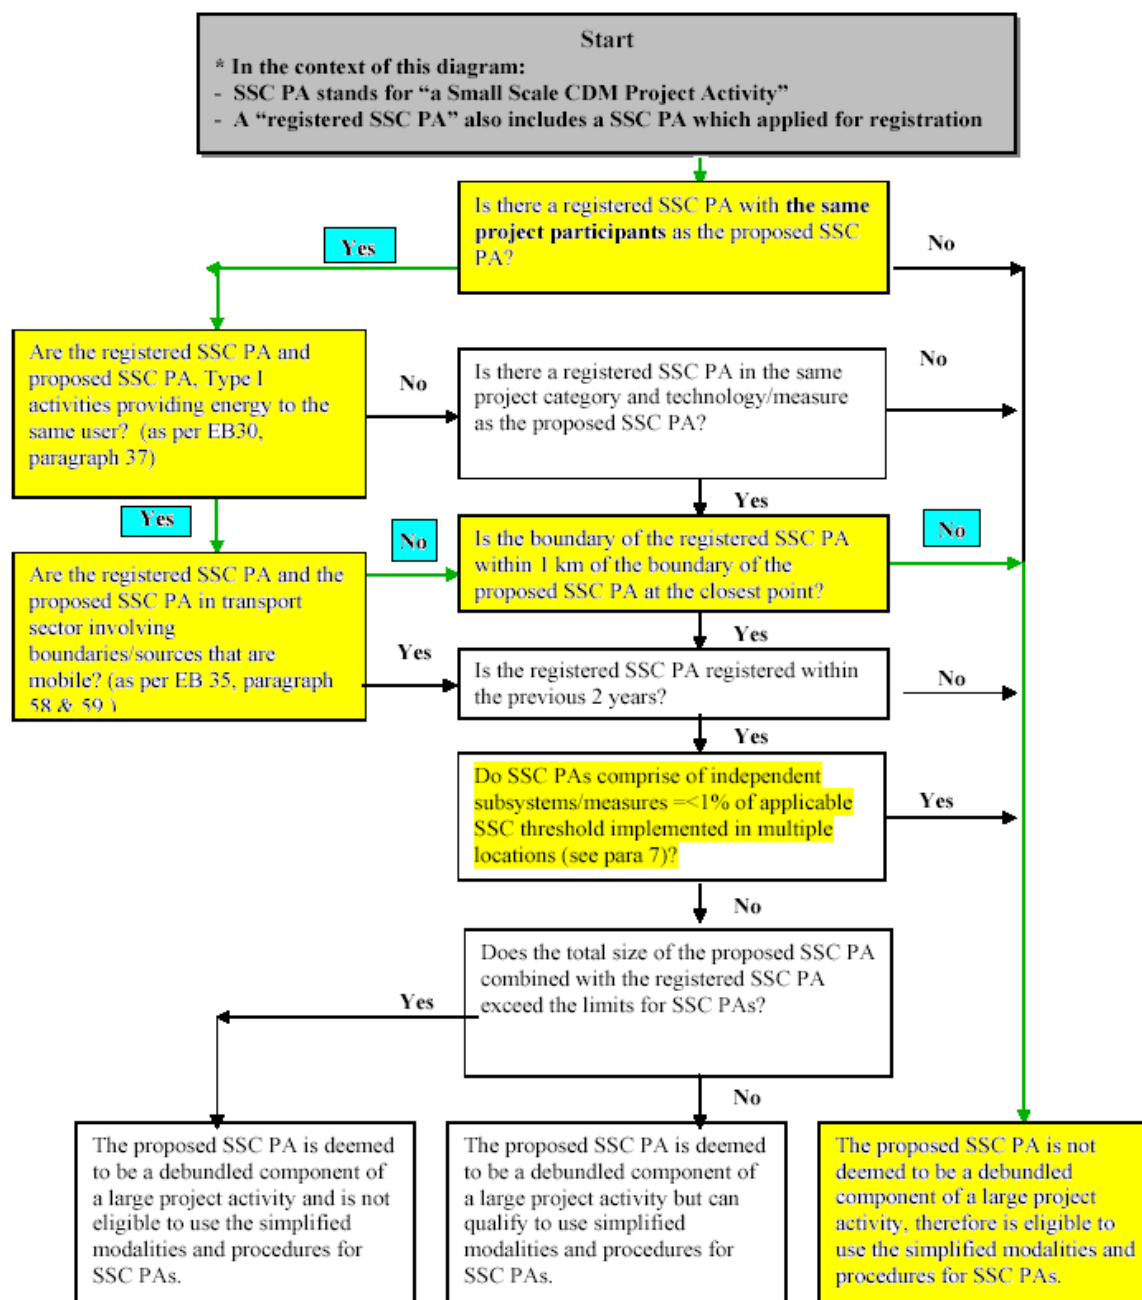 Start
* In the context of this diagram:
- SSC PA stands for “a Small Scale CDM Project Activity”
- A “registered SSC PA” also includes a SSC PA which applied for registration
Is there a registered SSC PA with the same
project participants as the proposed SSC
PA?
Yes
No
Are the registered SSC PA and
proposed SSC PA, Type I
activities providing energy to the
same user? (as per EB30,
paragraph 37)
No
Is there a registered SSC PA in the same
project category and technology/measure
as the proposed SSC PA?
No
Yes
Yes
Are the registered SSC PA and the
proposed SSC PA in transport
sector involving
boundaries/sources that are
mobile? (as per EB 35, paragraph
58 & 59 )
No
Is the boundary of the registered SSC PA
within 1 km of the boundary of the
proposed SSC PA at the closest point?
No
Yes
Yes
Is the registered SSC PA registered within
the previous 2 years?
No
Yes
Do SSC PAs comprise of independent
subsystems/measures =<1% of applicable
SSC threshold implemented in multiple
locations (see para 7)?
Yes
No
Does the total size of the proposed SSC PA
combined with the registered SSC PA
exceed the limits for SSC PAs?
Yes
No
The proposed SSC PA is deemed
to be a debundled component of
a large project activity and is not
eligible to use the simplified
modalities and procedures for
SSC PAs.
The proposed SSC PA is deemed
to be a debundled component of
a large project activity but can
qualify to use simplified
modalities and procedures for
SSC PAs.
The proposed SSC PA is not
deemed to be a debundled
component of a large project
activity, therefore is eligible to
use the simplified modalities and
procedures for SSC PAs.